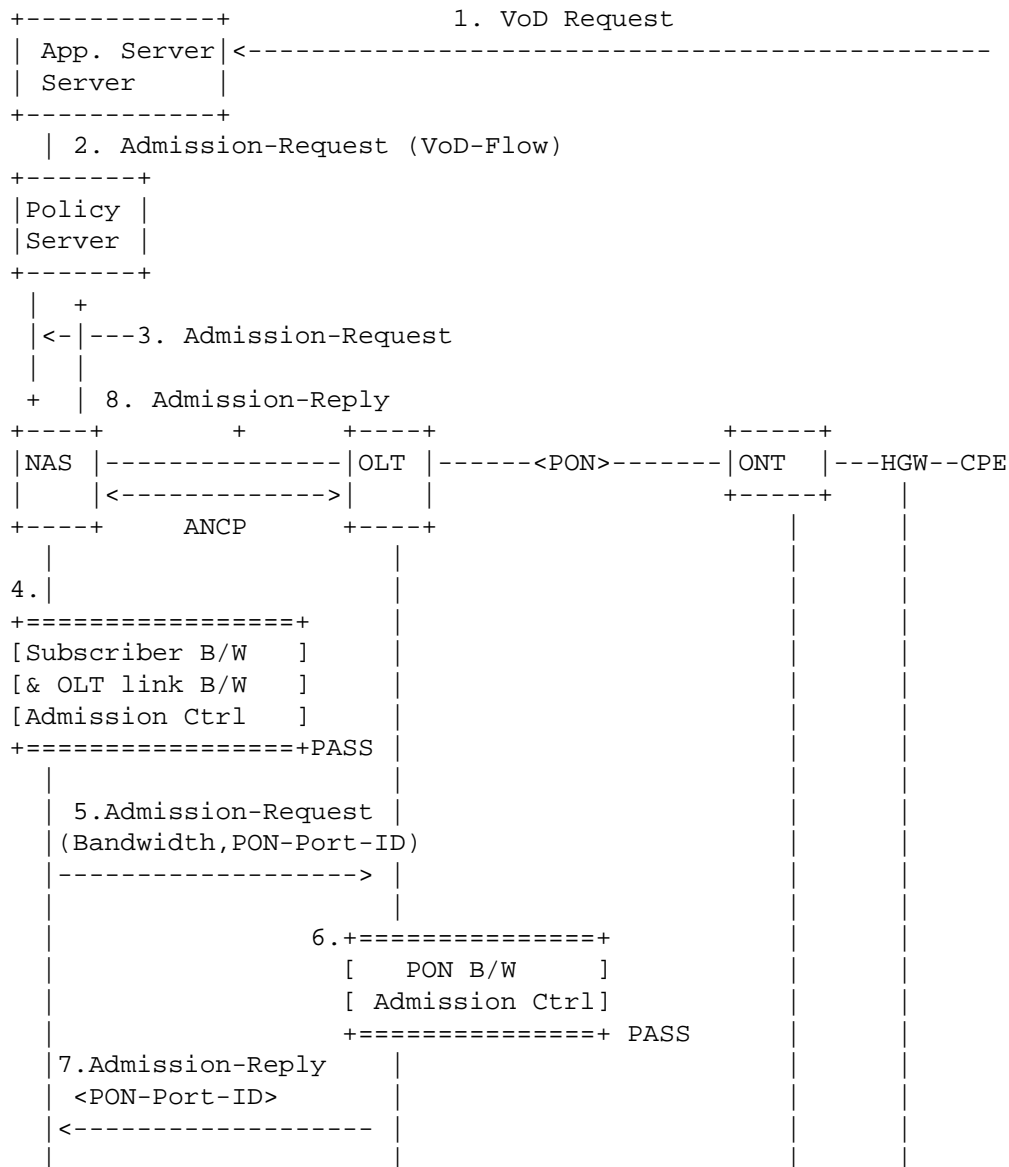 1. VoD Request
App. Server
Server
2. Admission-Request (VoD-Flow)
Policy
Server
3. Admission-Request
8. Admission-Reply
NAS OLT <PON> ONT HGW--CPE
ANCP
4.
[Subscriber B/W ]
[& OLT link B/W ]
[Admission Ctrl ]
PASS
5.Admission-Request
(Bandwidth,PON-Port-ID)
6.
[ PON B/W ]
[ Admission Ctrl]
PASS
7.Admission-Reply
<PON-Port-ID>